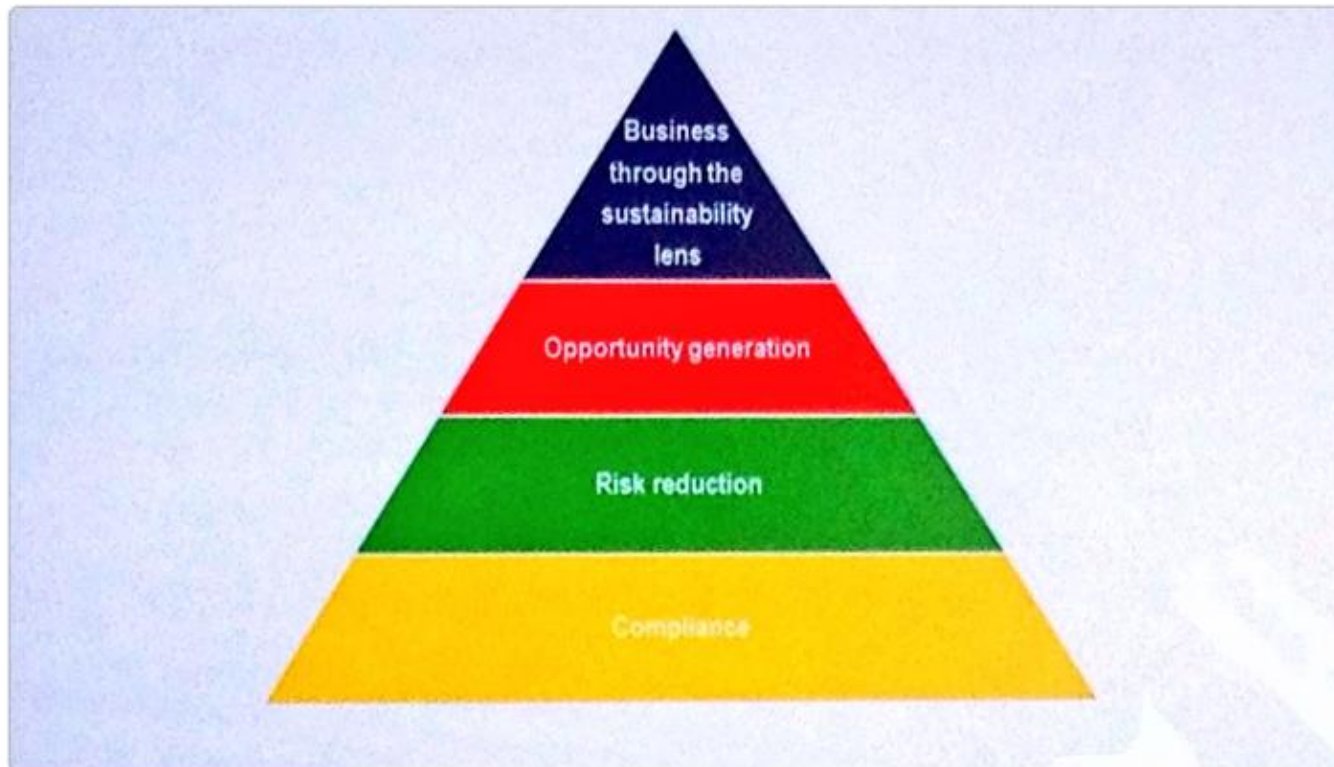 Business
through the
sustainability
lens
Opportunity generation
Risk reduction
Compliance